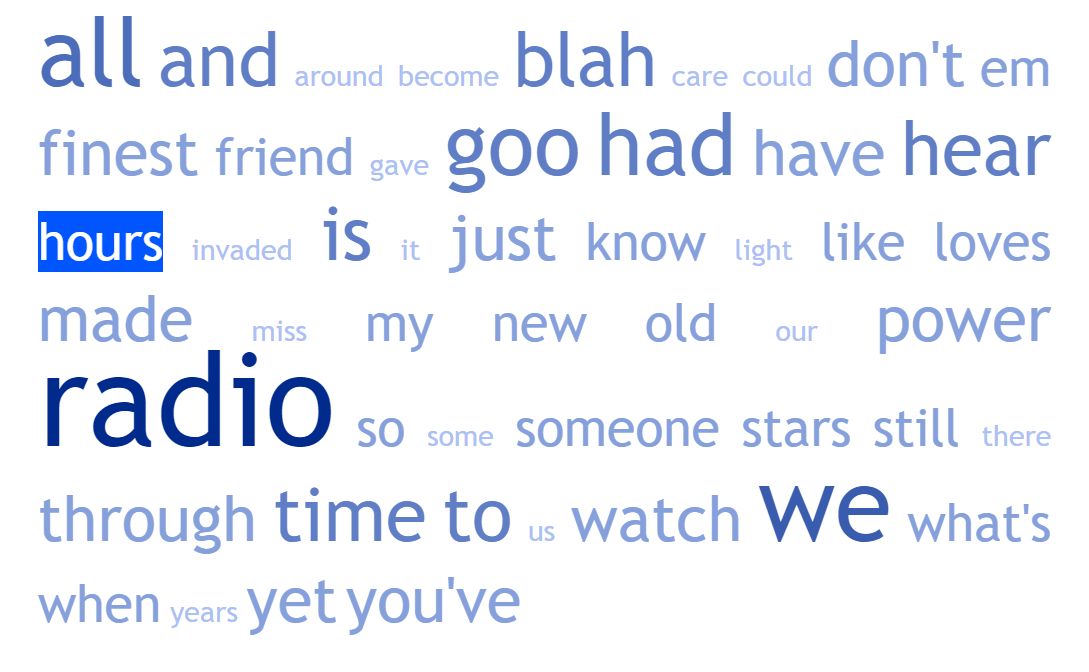 all and around become blah care could don't em
finest friend gave goo had have hear
hours invaded is it just know light like loves
made miss my new old our power
radio so some someone stars still there
through time to us watch we what's
when years yet you've